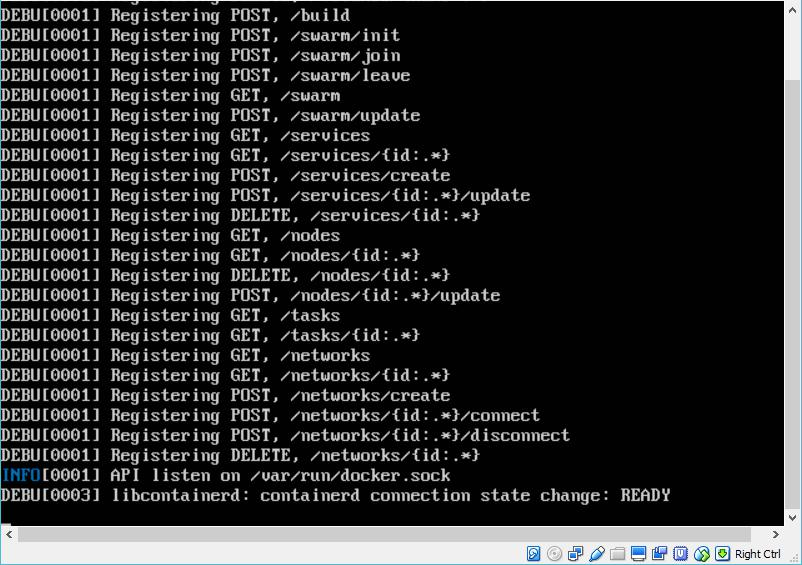 DEBU[0001] Registering POST, /build
DEBU[0001] Registering POST, /swarm/init
DEBU[0001] Registering POST, /swarm/join
DEBU[0001] Registering POST, /swarm/leave
DEBU[0001] Registering GET, /swarm
DEBU[0001] Registering POST, /swarm/update
DEBU[0001] Registering GET, /services
DEBU[0001] Registering GET, /services/{id:.*}
DEBU[0001] Registering POST, /services/create
DEBU[0001] Registering POST, /services/{id:.*}/update
DEBU[0001] Registering DELETE, /services/{id:.*}
DEBU[0001] Registering GET, /nodes
DEBU[0001] Registering GET, /nodes/{id:.*}
DEBU[0001] Registering DELETE, /nodes/{id:.*}
DEBU[0001] Registering POST, /nodes/{id:.*}/update
DEBU[0001] Registering GET, /tasks
DEBU[0001] Registering GET, /tasks/{id:.*}
DEBU[0001] Registering GET, /networks
DEBU[0001] Registering GET, /networks/{id:.*}
DEBU[0001] Registering POST, /networks/create
DEBU[0001] Registering POST, /networks/{id:.*}/connect
DEBU[0001] Registering POST, /networks/{id:.*}/disconnect
DEBU[0001] Registering DELETE, /networks/{id:.*}
INFO[0001] API listen on /var/run/docker.sock
DEBU[0003] libcontainerd: containerd connection state change: READY
Right Ctrl